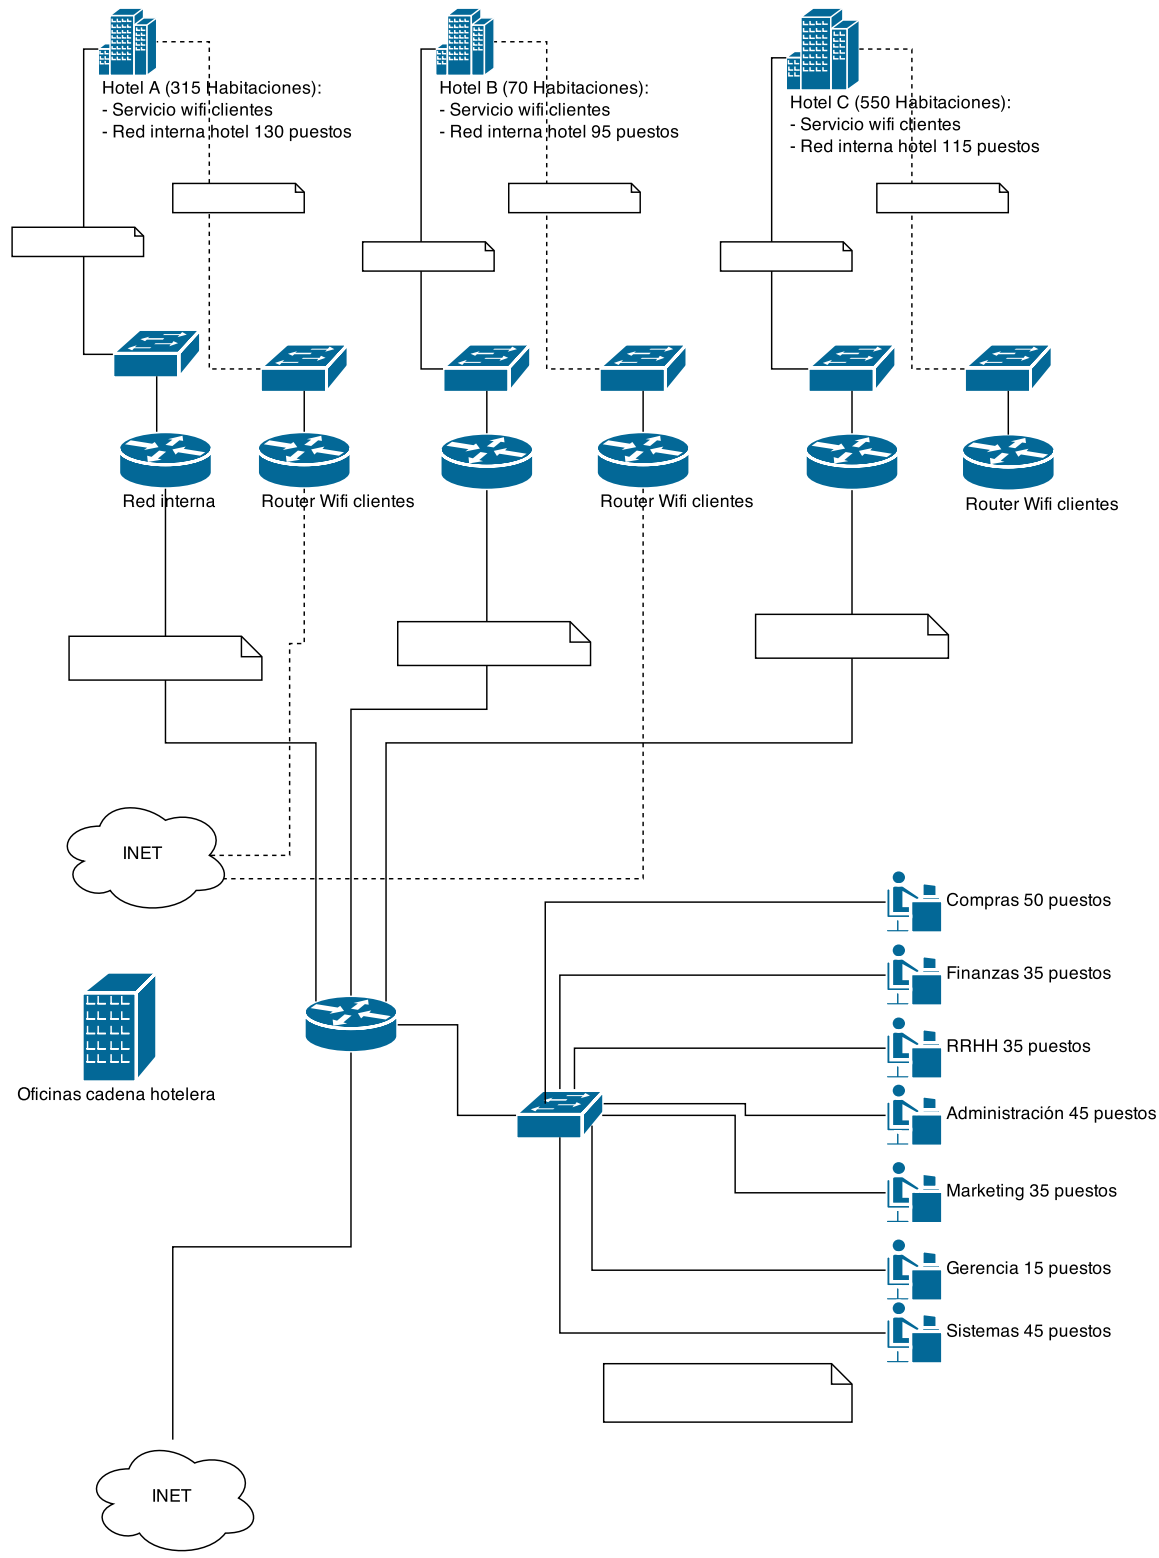 Hotel A (315 Habitaciones):
- Servicio wifi clientes
- Red interna hotel 130 puestos
Hotel B (70 Habitaciones):
- Servicio wifi clientes
- Red interna hotel 95 puestos
Hotel C (550 Habitaciones):
- Servicio wifi clientes
- Red interna hotel 115 puestos
Red interna
Router Wifi clientes
Router Wifi clientes
Router Wifi clientes
INET
Compras 50 puestos
Finanzas 35 puestos
RRHH 35 puestos
Oficinas cadena hotelera
Administración 45 puestos
Marketing 35 puestos
Gerencia 15 puestos
Sistemas 45 puestos
INET